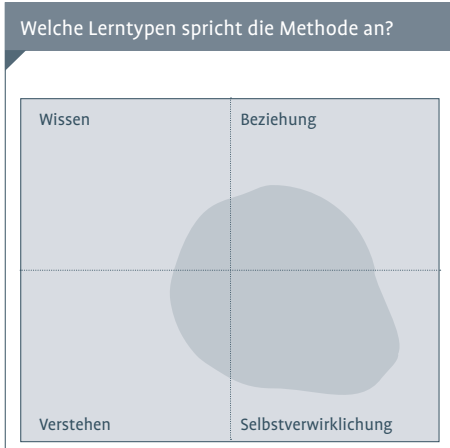 Welche Lerntypen spricht die Methode an?
Wissen
Beziehung
Verstehen
Selbstverwirklichung